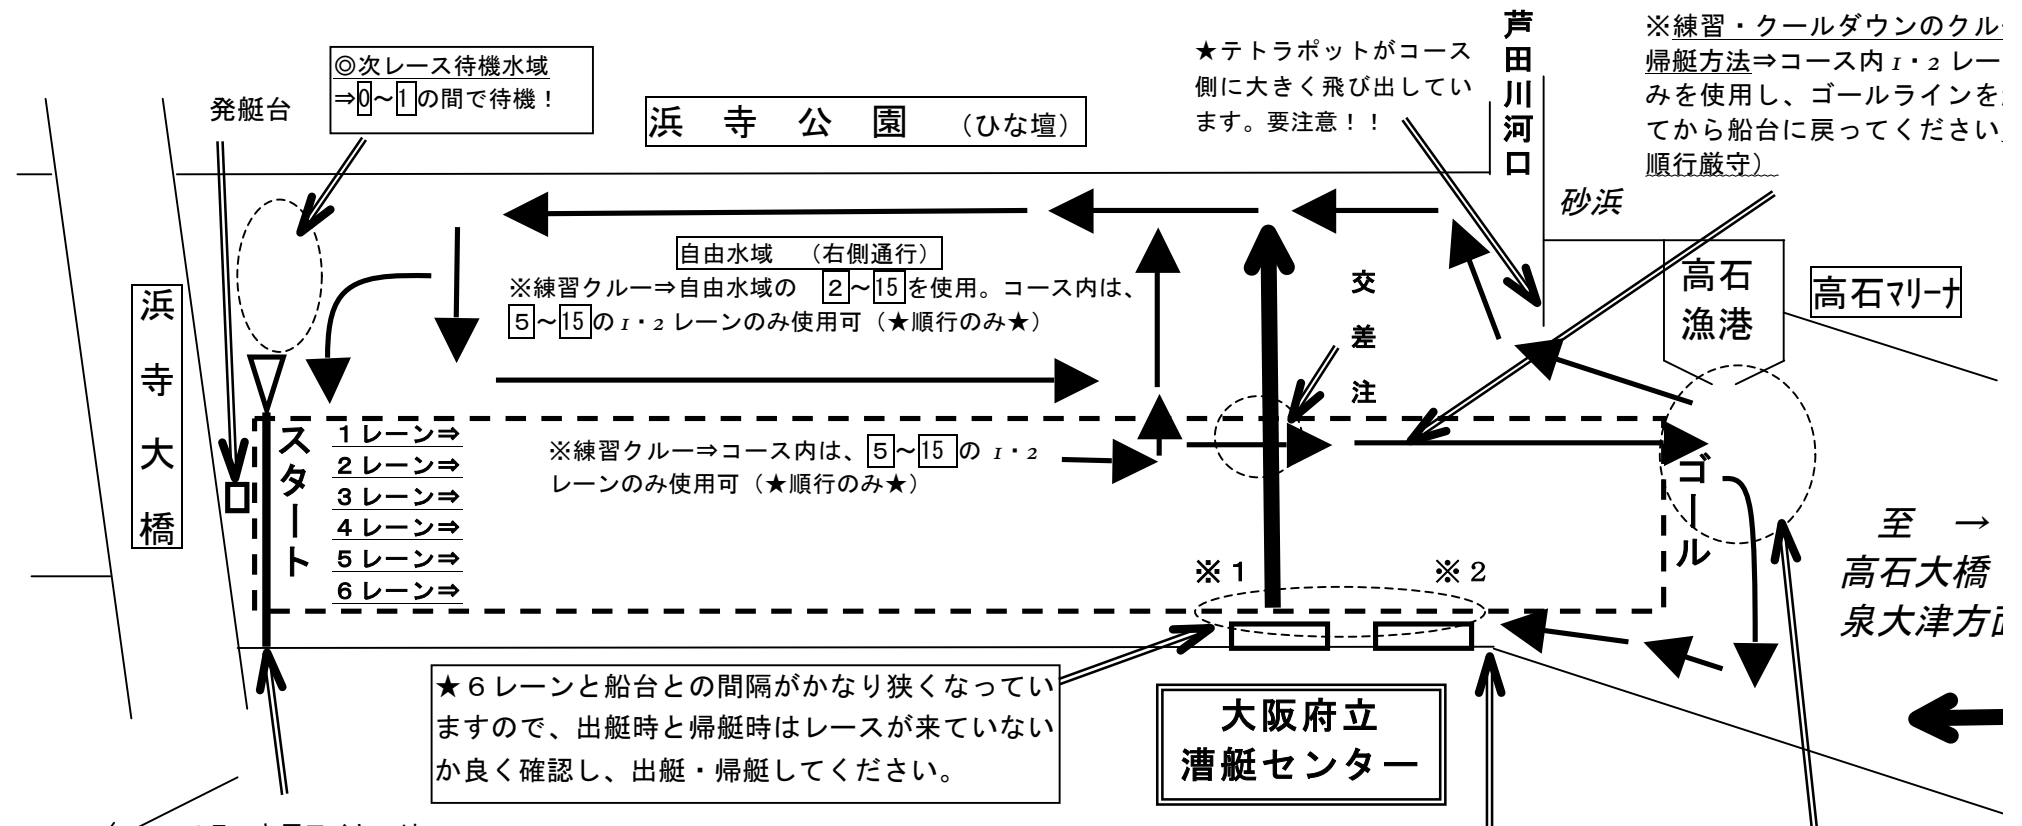 芦田川河口
※練習・クールダウンのクル
帰艇方法⇒コース内1・2レー
みを使用し、ゴールラインを
てから船台に戻ってください
順行厳守）
★テトラポットがコース
側に大きく飛び出してい
ます。要注意！！
◎次レース待機水域
⇒0～1の間で待機！
発艇台
浜寺公園（ひな壇）
砂浜
自由水域（右側通行）
※練習クルー⇒自由水域の 2～15を使用。コース内は、
5～15の1・2レーンのみ使用可（★順行のみ★）
交差注
高石
漁港
高石マリーナ
浜寺大橋
スタート
1レーン⇒
2レーン⇒
3レーン⇒
4レーン⇒
5レーン⇒
6レーン⇒
※練習クルー⇒コース内は、5～15の 1・2
レーンのみ使用可（★順行のみ★）
ゴール
※1
※2
至 →
高石大橋
泉大津方面
★６レーンと船台との間隔がかなり狭くなってい
ますので、出艇時と帰艇時はレースが来ていない
か良く確認し、出艇・帰艇してください。
大阪府立
漕艇センター